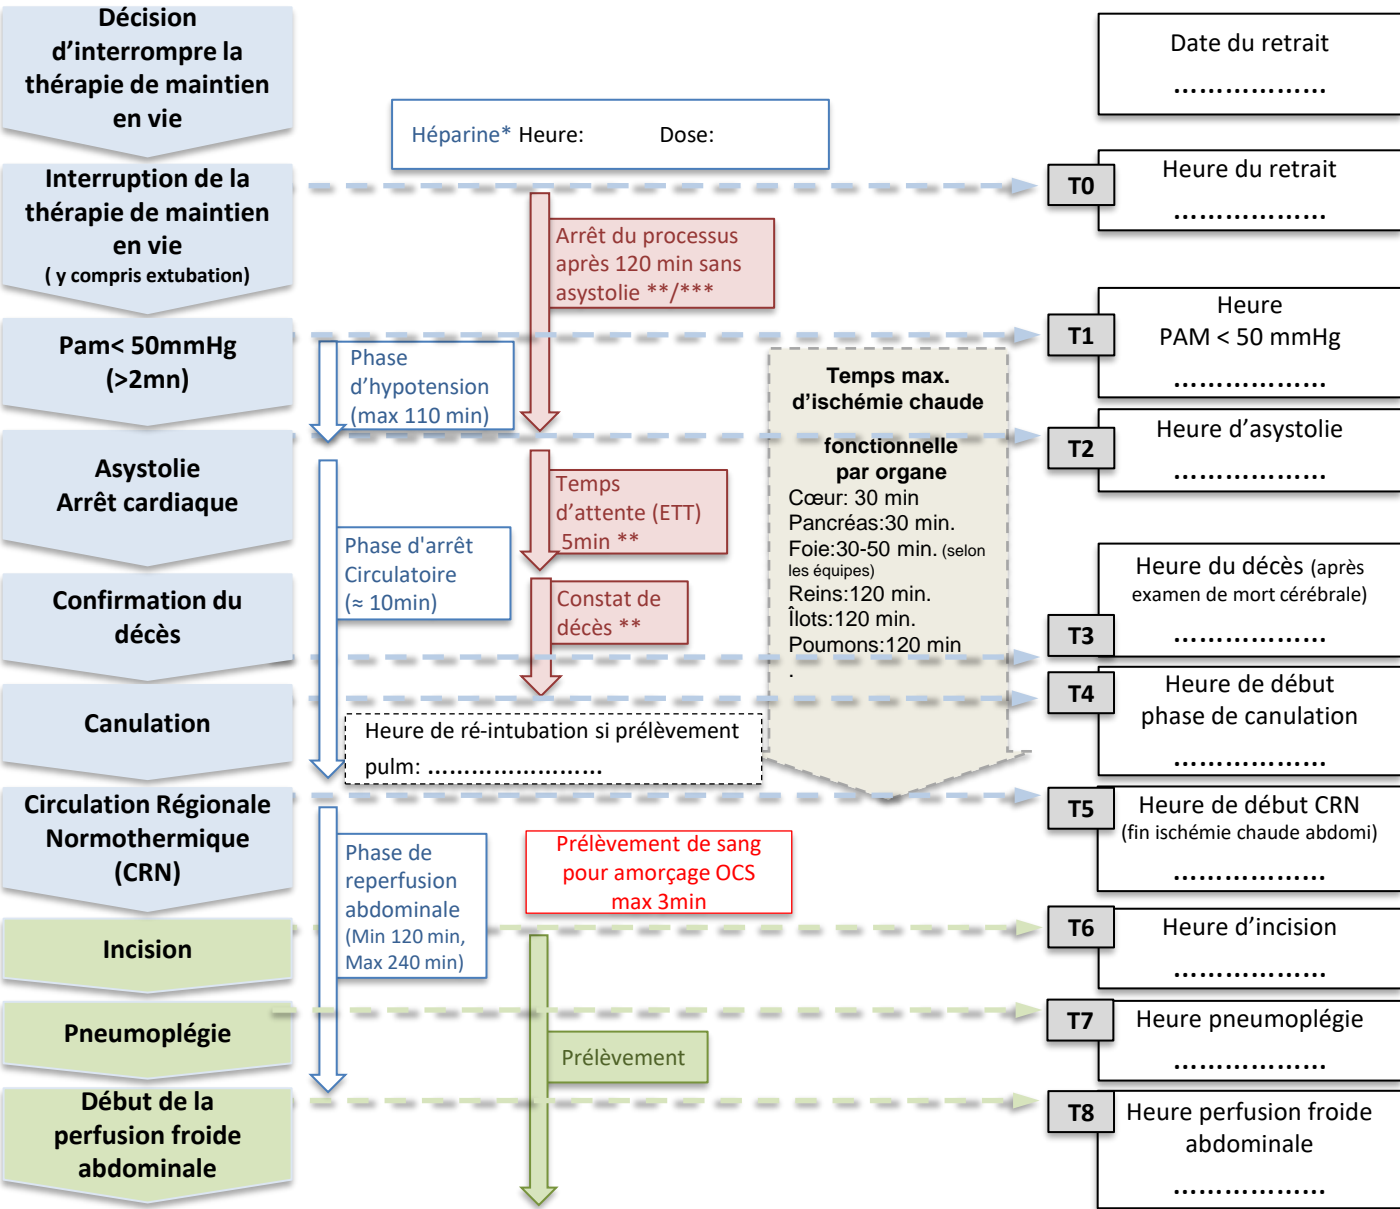 Décision
d’interrompre la
thérapie de maintien
en vie
Date du retrait
………………
Héparine* Heure: Dose:
Interruption de la
thérapie de maintien
en vie
( y compris extubation)
T0
Heure du retrait
………………
Arrêt du processus
après 120 min sans
asystolie **/***
Pam< 50mmHg
(>2mn)
Phase
d’hypotension
(max 110 min)
T1
Heure
PAM < 50 mmHg
………………
Temps max.
d’ischémie chaude
fonctionnelle
par organe
Cœur: 30 min
Pancréas:30 min.
Foie:30-50 min. (selon
les équipes)
Reins:120 min.
Îlots:120 min.
Poumons:120 min
.
T2
Heure d’asystolie
………………
Asystolie
Arrêt cardiaque
Temps
d’attente (ETT)
5min **
Phase d'arrêt
Circulatoire
(≈ 10min)
Confirmation du
décès
Constat de
décès **
T3
Heure du décès (après
examen de mort cérébrale)
………………
Canulation
T4
Heure de début
phase de canulation
………………
Heure de ré-intubation si prélèvement
pulm: ……………………
Circulation Régionale
Normothermique
(CRN)
T5
Heure de début CRN
(fin ischémie chaude abdomi)
………………
Phase de
reperfusion
abdominale
(Min 120 min,
Max 240 min)
Prélèvement de sang
pour amorçage OCS
max 3min
Incision
T6
Heure d’incision
………………
Pneumoplégie
T7
Heure pneumoplégie
………………
Prélèvement
Début de la
perfusion froide
abdominale
T8
Heure perfusion froide
abdominale
………………